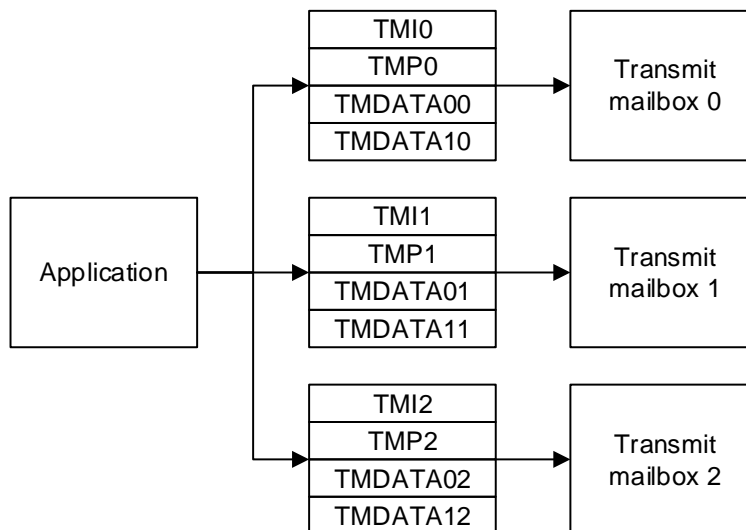 TMI0
TMP0
TMDATA00
TMDATA10
Transmit
mailbox 0
Application
TMI1
TMP1
TMDATA01
TMDATA11
Transmit
mailbox 1
TMI2
TMP2
TMDATA02
TMDATA12
Transmit
mailbox 2